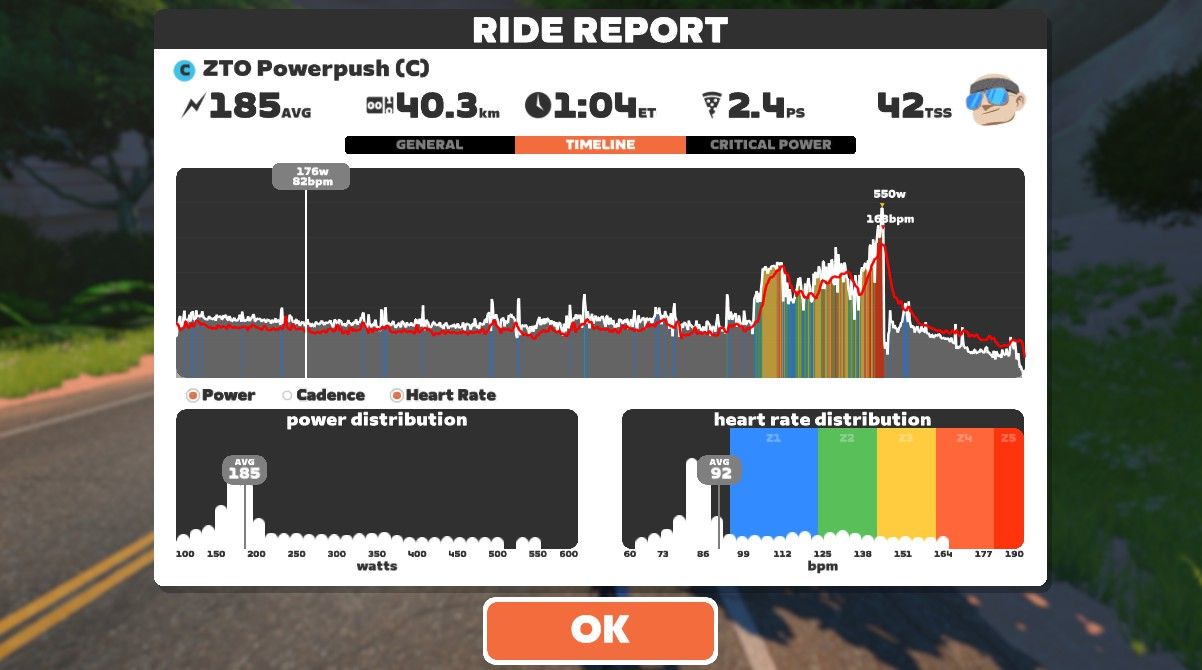 RIDE REPORT
C ZTO Powerpush (C)
185AVG 40.3km 1:04ET 2.4PS 42TSS
GENERAL TIMELINE CRITICAL POWER
176w
82bpm
550w
163bpm
Power Cadence Heart Rate
power distribution
AVG
185
100 150 200 250 300 350 400 450 500 550 600
watts
heart rate distribution
Z1 Z2 Z3 Z4 Z5
AVG
92
60 73 86 99 112 125 138 151 164 177 190
bpm
OK